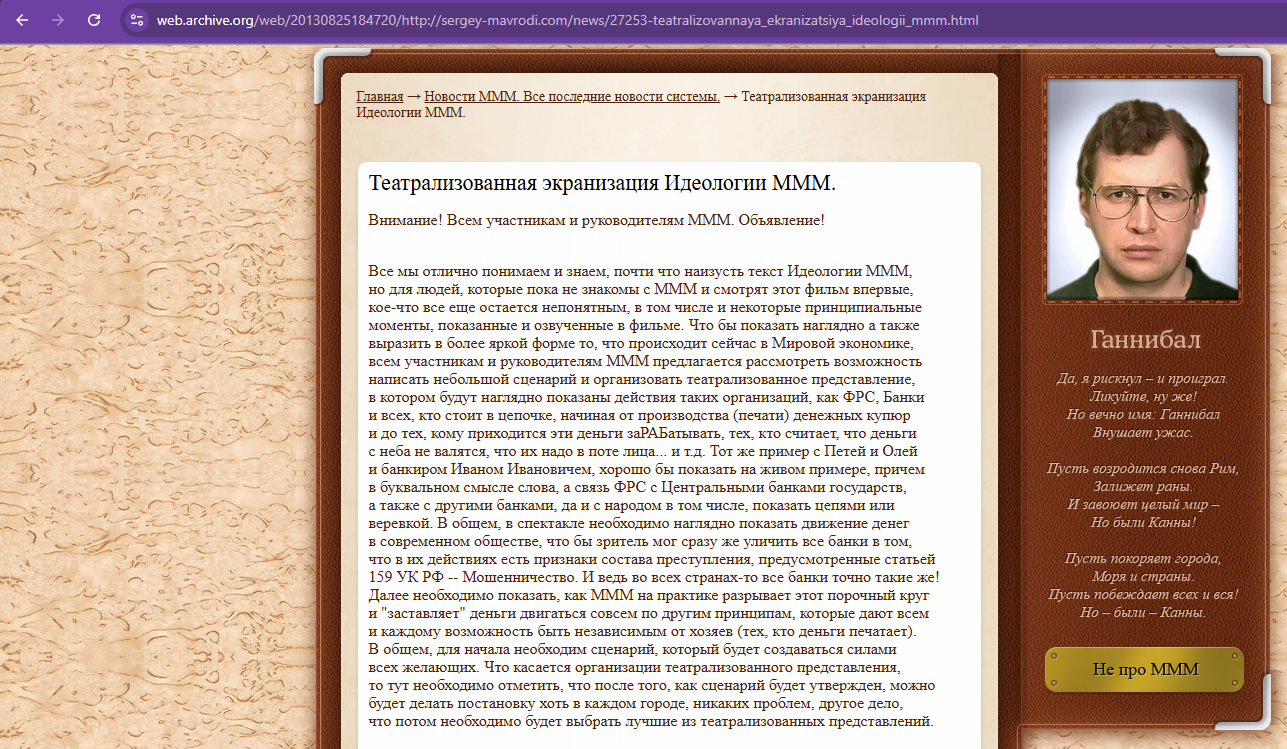 web.archive.org/web/20130825184720/http://sergey-mavrodi.com/news/27253-teatralizovannaya_ekranizatsiya_ideologii_mmm.html
Главная → Новости МММ. Все последние новости системы. → Театрализованная экранизация
Идеологии МММ.
Театрализованная экранизация Идеологии МММ.
Внимание! Всем участникам и руководителям МММ. Объявление!
Все мы отлично понимаем и знаем, почти что наизусть текст Идеологии МММ,
но для людей, которые пока не знакомы с МММ и смотрят этот фильм впервые,
кое-что все еще остается непонятным, в том числе и некоторые принципиальные
моменты, показанные и озвученные в фильме. Что бы показать наглядно а также
выразить в более яркой форме то, что происходит сейчас в Мировой экономике,
всем участникам и руководителям МММ предлагается рассмотреть возможность
написать небольшой сценарий и организовать театрализованное представление,
в котором будут наглядно показаны действия таких организаций, как ФРС, Банки
и всех, кто стоит в цепочке, начиная от производства (печати) денежных купюр
и до тех, кому приходится эти деньги заРАБатывать, тех, кто считает, что деньги
с неба не валятся, что их надо в поте лица... и т.д. Тот же пример с Петей и Олей
и банкиром Иваном Ивановичем, хорошо бы показать на живом примере, причем
в буквальном смысле слова, а связь ФРС с Центральными банками государств,
а также с другими банками, да и с народом в том числе, показать цепями или
веревкой. В общем, в спектакле необходимо наглядно показать движение денег
в современном обществе, что бы зритель мог сразу же уличить все банки в том,
что в их действиях есть признаки состава преступления, предусмотренные статьей
159 УК РФ -- Мошенничество. И ведь во всех странах-то все банки точно такие же!
Далее необходимо показать, как МММ на практике разрывает этот порочный круг
и "заставляет" деньги двигаться совсем по другим принципам, которые дают всем
и каждому возможность быть независимым от хозяев (тех, кто деньги печатает).
В общем, для начала необходим сценарий, который будет создаваться силами
всех желающих. Что касается организации театрализованного представления,
то тут необходимо отметить, что после того, как сценарий будет утвержден, можно
будет делать постановку хоть в каждом городе, никаких проблем, другое дело,
что потом необходимо будет выбрать лучшие из театрализованных представлений.
Ганнибал
Да, я рискнул – и проиграл.
Ликуйте, ну же!
Но вечно имя: Ганнибал
Внушает ужас.
Пусть возродится снова Рим,
Залижет раны.
И завоюет целый мир –
Но были Канны!
Пусть покоряет города,
Моря и страны.
Пусть побеждает всех и вся!
Но – были – Канны.
Не про МММ